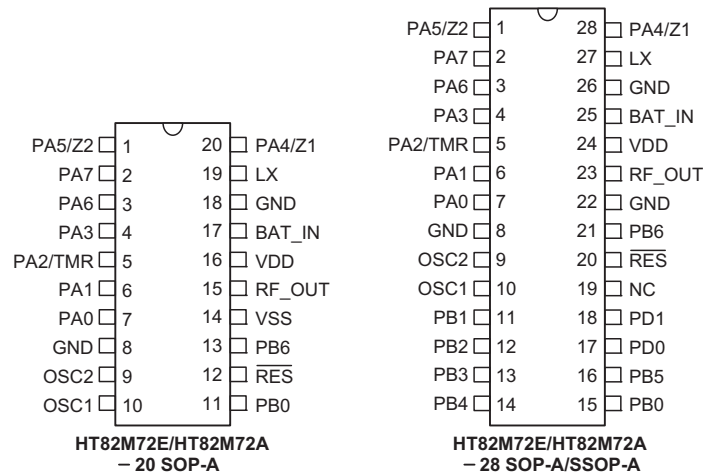 PA5/Z2 1 20 PA4/Z1
PA7 2 19 LX
PA6 3 18 GND
PA3 4 17 BAT_IN
PA2/TMR 5 16 VDD
PA1 6 15 RF_OUT
PA0 7 14 VSS
GND 8 13 PB6
OSC2 9 12 RES
OSC1 10 11 PB0
HT82M72E/HT82M72A
– 20 SOP-A
PA5/Z2 1 28 PA4/Z1
PA7 2 27 LX
PA6 3 26 GND
PA3 4 25 BAT_IN
PA2/TMR 5 24 VDD
PA1 6 23 RF_OUT
PA0 7 22 GND
GND 8 21 PB6
OSC2 9 20 RES
OSC1 10 19 NC
PB1 11 18 PD1
PB2 12 17 PD0
PB3 13 16 PB5
PB4 14 15 PB0
HT82M72E/HT82M72A
– 28 SOP-A/SSOP-A